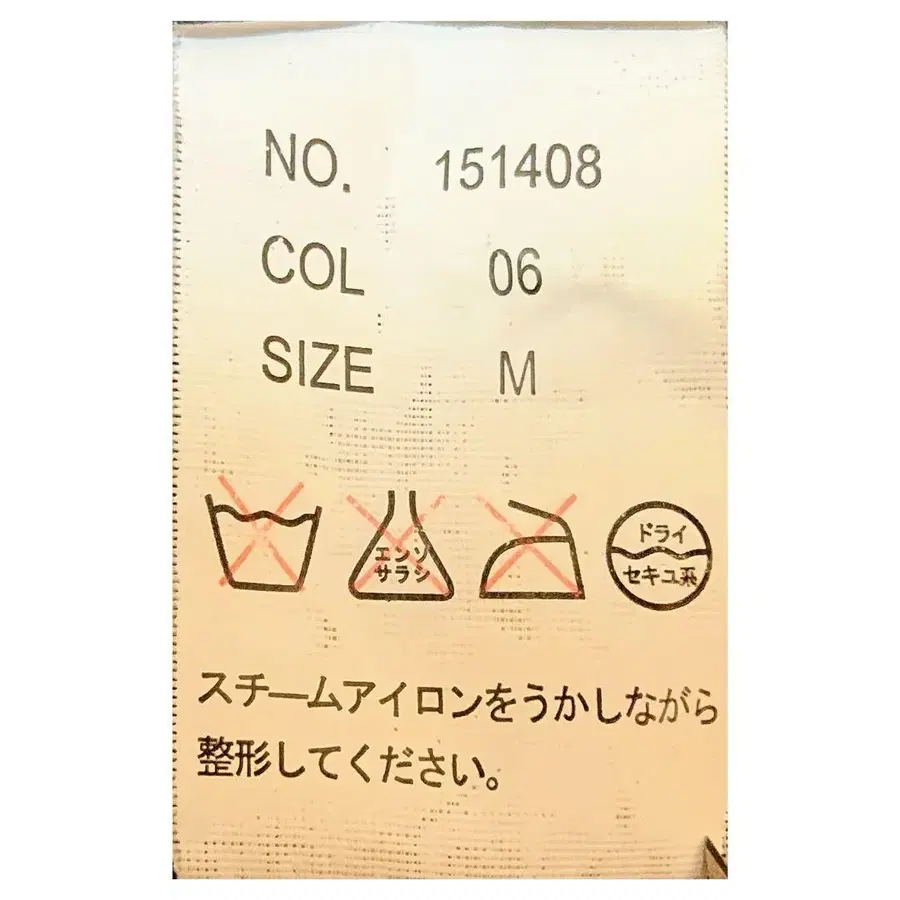 NO. 151408
COL 06
SIZE M
エンソ
サラシ
ドライ
セキユ系
スチームアイロンをうかしながら
整形してください。